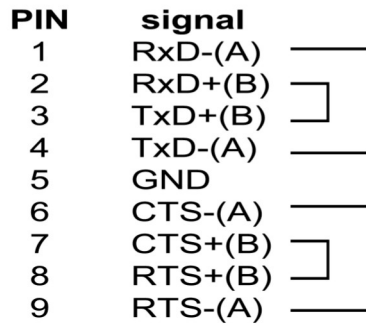 PIN signal
1 RxD-(A)
2 RxD+(B)
3 TxD+(B)
4 TxD-(A)
5 GND
6 CTS-(A)
7 CTS+(B)
8 RTS+(B)
9 RTS-(A)